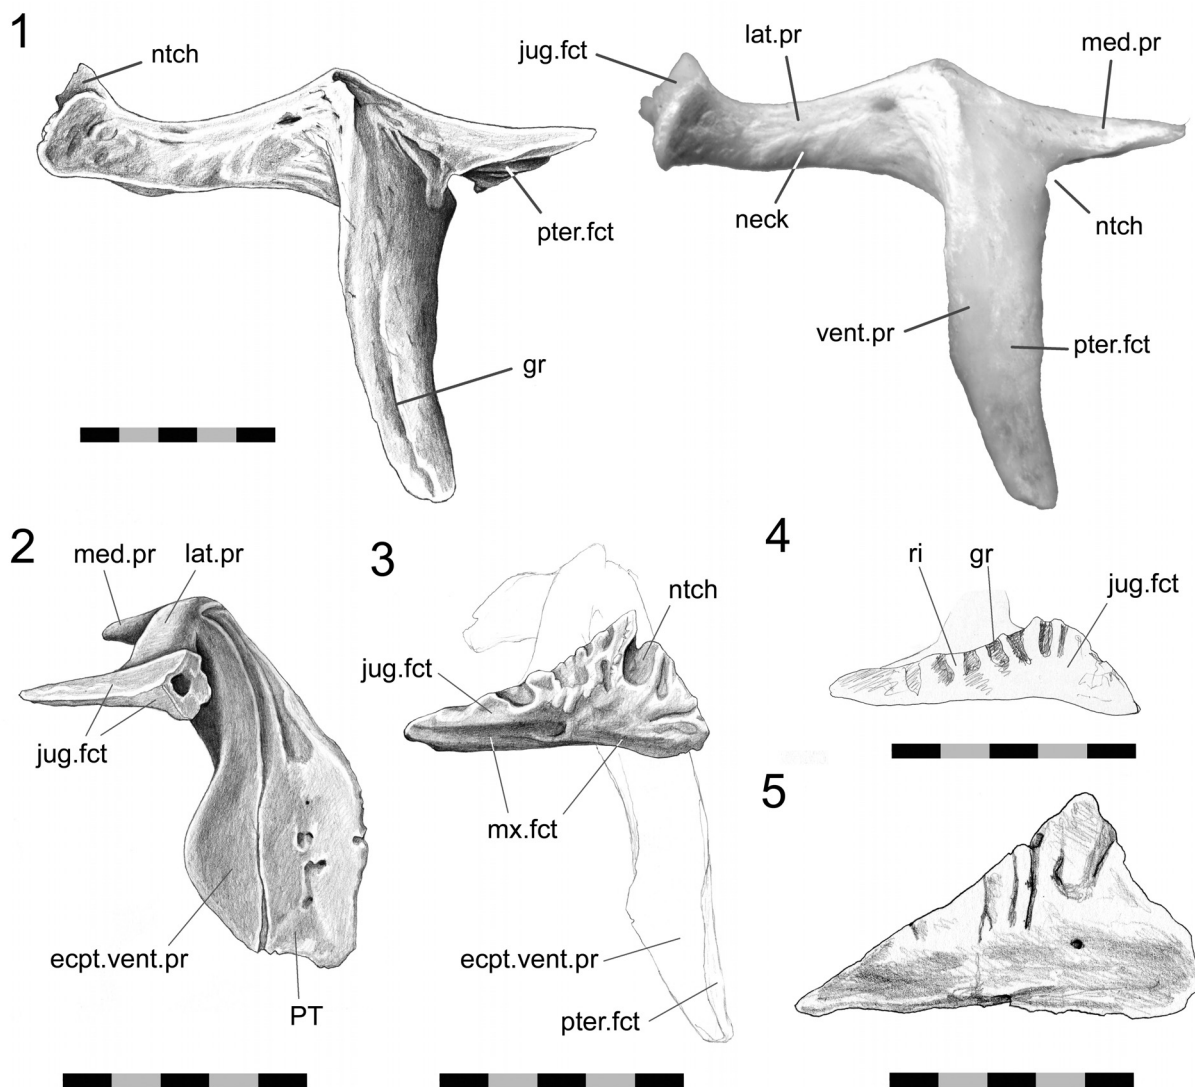 1
ntch
pter.fct
gr
jug.fct
lat.pr
med.pr
neck
ntch
vent.pr
pter.fct
2
med.pr
lat.pr
jug.fct
ecpt.vent.pr
PT
3
ntch
jug.fct
mx.fct
ecpt.vent.pr
pter.fct
4
ri
gr
jug.fct
5